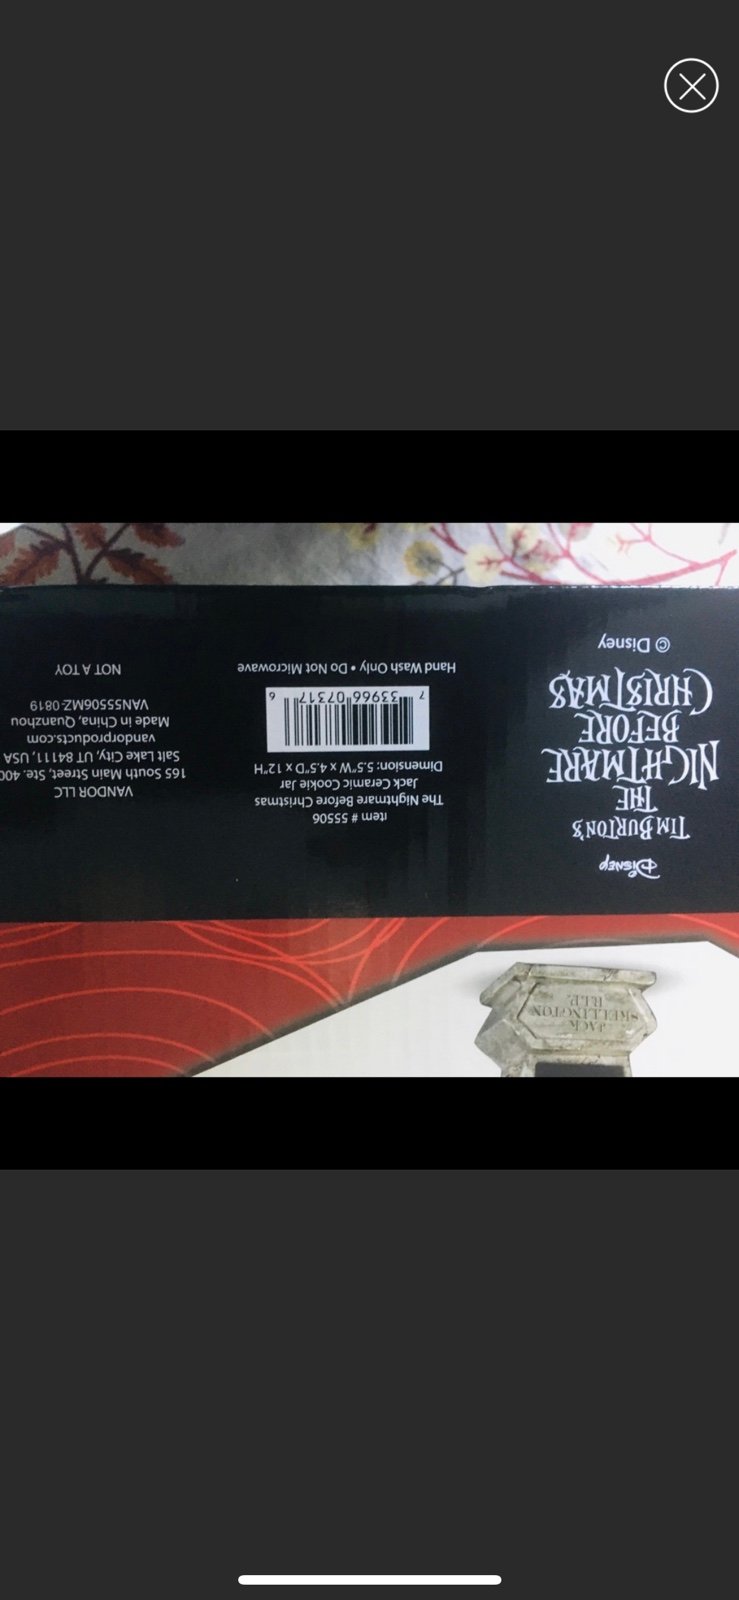 Disney
TIM BURTON'S
THE
NIGHTMARE
BEFORE
CHRISTMAS
© Disney
Item # 55506
The Nightmare Before Christmas
Jack Ceramic Cookie Jar
Dimension: 5.5"W x 4.5"D x 12"H
7 33966 07317 6
Hand Wash Only • Do Not Microwave
VANDOR LLC
165 South Main Street, Ste. 400
Salt Lake City, UT 84111, USA
vandorproducts.com
Made in China, Quanzhou
VAN55506MZ-0819
NOT A TOY
JACK
SKELLINGTON
R.I.P.